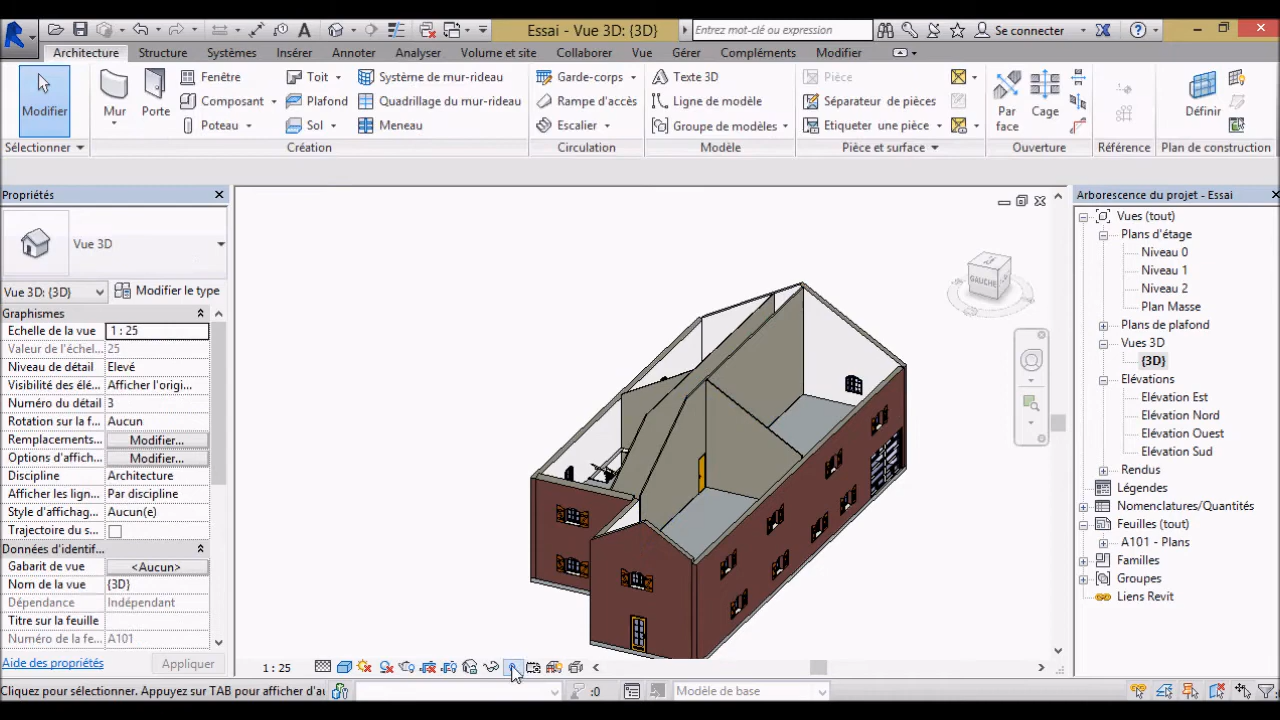 Essai - Vue 3D: {3D}
Entrez mot-clé ou expression
Se connecter
Architecture Structure Systèmes Insérer Annoter Analyser Volume et site Collaborer Vue Gérer Compléments Modifier
Modifier
Sélectionner
Mur
Porte
Fenêtre
Composant
Poteau
Toit
Plafond
Sol
Système de mur-rideau
Quadrillage du mur-rideau
Meneau
Création
Garde-corps
Rampe d'accès
Escalier
Circulation
Texte 3D
Ligne de modèle
Groupe de modèles
Modèle
Pièce
Séparateur de pièces
Etiqueter une pièce
Pièce et surface
Par
face
Cage
Ouverture
Référence
Définir
Plan de construction
Propriétés
Vue 3D
Vue 3D: {3D}
Modifier le type
Graphismes
Echelle de la vue 1 : 25
Valeur de l'échel... 25
Niveau de détail Elevé
Visibilité des élé... Afficher l'origi...
Numéro du détail 3
Rotation sur la f... Aucun
Remplacements... Modifier...
Options d'affich... Modifier...
Discipline Architecture
Afficher les lign... Par discipline
Style d'affichag... Aucun(e)
Trajectoire du s...
Données d'identif...
Gabarit de vue <Aucun>
Nom de la vue {3D}
Dépendance Indépendant
Titre sur la feuille
Numéro de la fe... A101
Aide des propriétés
Appliquer
GAUCHE
1 : 25
Arborescence du projet - Essai
Vues (tout)
Plans d'étage
Niveau 0
Niveau 1
Niveau 2
Plan Masse
Plans de plafond
Vues 3D
{3D}
Elévations
Elévation Est
Elévation Nord
Elévation Ouest
Elévation Sud
Rendus
Légendes
Nomenclatures/Quantités
Feuilles (tout)
A101 - Plans
Familles
Groupes
Liens Revit
Cliquez pour sélectionner. Appuyez sur TAB pour afficher d'au
:0
Modèle de base